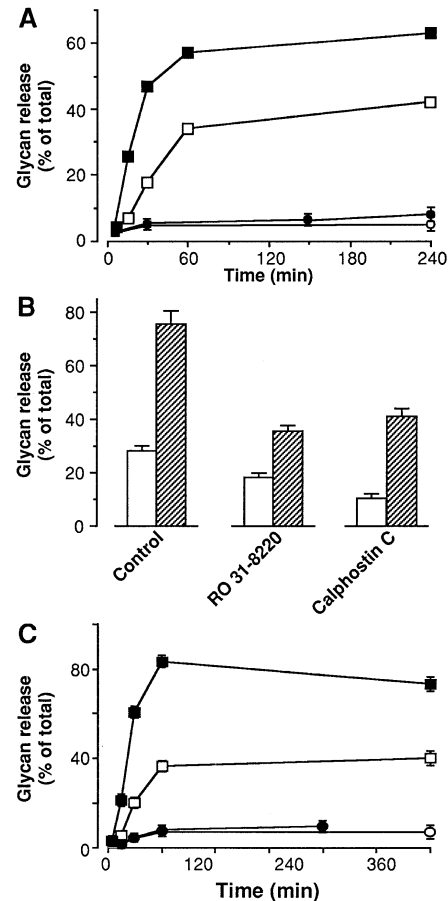 A
Glycan release
(% of total)
60
40
20
0
0 60 120 180 240
Time (min)
B
Glycan release
(% of total)
80
60
40
20
0
Control
RO 31-8220
Calphostin C
C
Glycan release
(% of total)
80
40
0
0 120 240 360
Time (min)